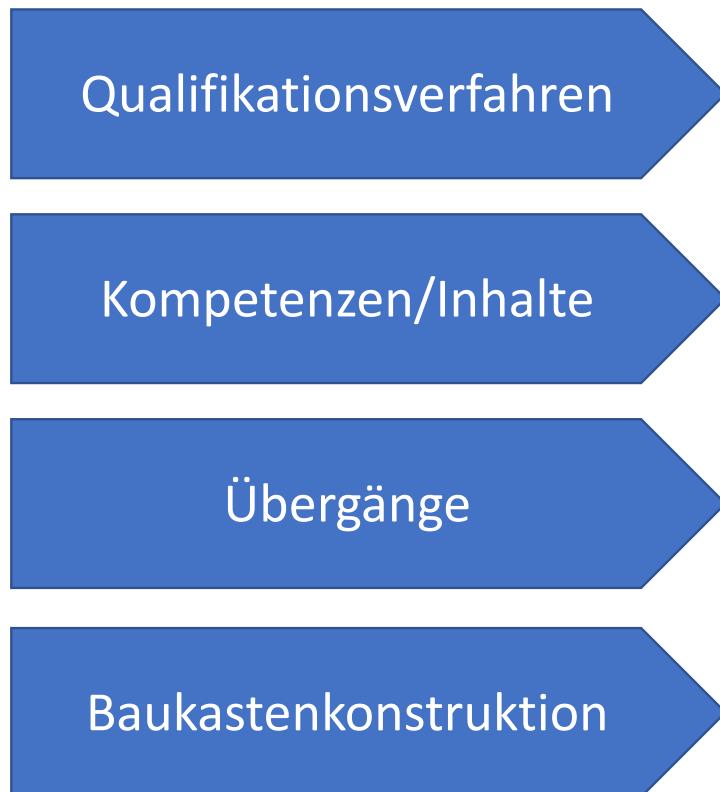 Qualifikationsverfahren
Kompetenzen/Inhalte
Übergänge
Baukastenkonstruktion